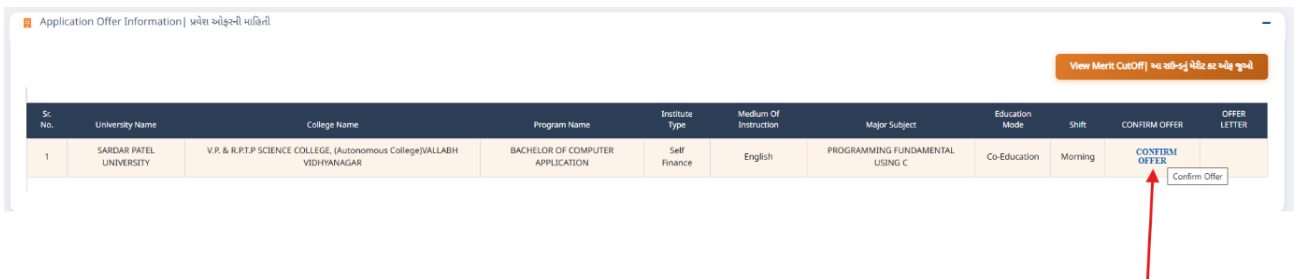 Application Offer Information| પ્રવેશ ઓફરની માહિતી
View Merit CutOff| આ રાઉન્ડનું મેરીટ કટ ઓફ જુઓ
Sr. No. University Name College Name Program Name Institute Type Medium Of Instruction Major Subject Education Mode Shift CONFIRM OFFER OFFER LETTER
1 SARDAR PATEL UNIVERSITY V.P. & R.P.T.P SCIENCE COLLEGE, (Autonomous College)VALLABH VIDHYANAGAR BACHELOR OF COMPUTER APPLICATION Self Finance English PROGRAMMING FUNDAMENTAL USING C Co-Education Morning CONFIRM OFFER
Confirm Offer